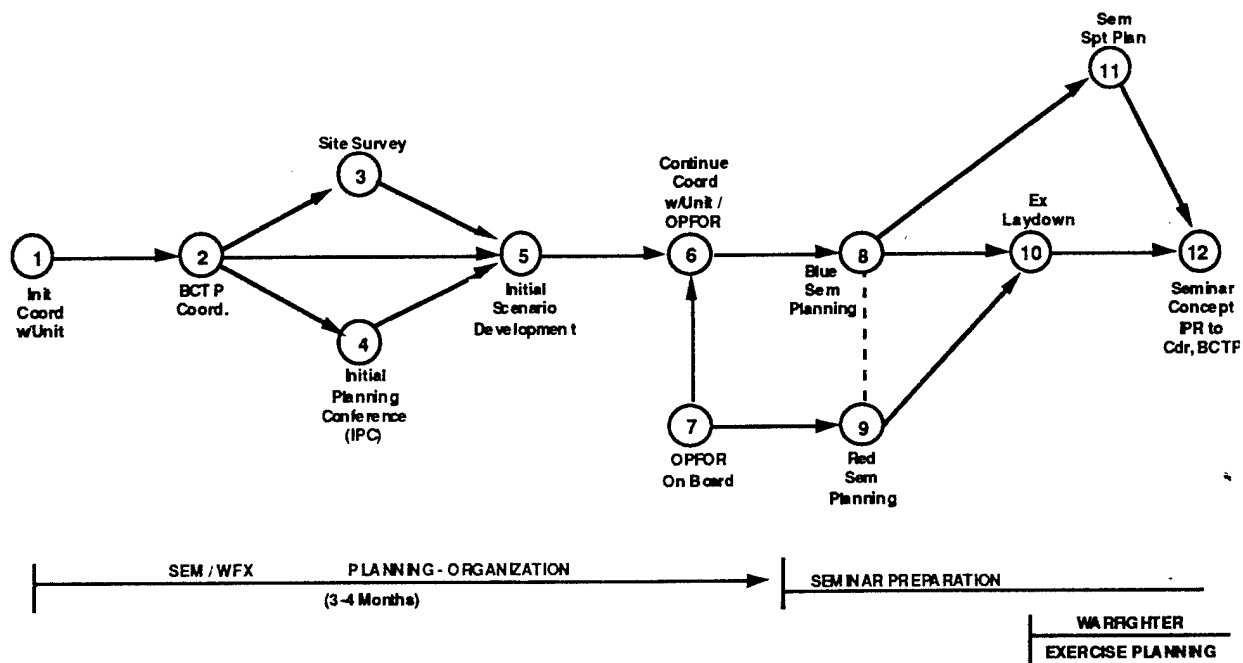 Sem
Spt Plan
11
Site Survey
3
Continue
Coord
w/Unit /
OPFOR
Ex
Laydown
1
2
5
6
8
10
12
Init
Coord
w/Unit
BCTP
Coord.
Initial
Scenario
Development
Blue
Sem
Planning
Seminar
Concept
IPR to
Cdr, BCTP
4
Initial
Planning
Conference
(IPC)
7
9
OPFOR
On Board
Red
Sem
Planning
SEM / WFX PLANNING - ORGANIZATION
(3-4 Months)
SEMINAR PREPARATION
WARFIGHTER
EXERCISE PLANNING